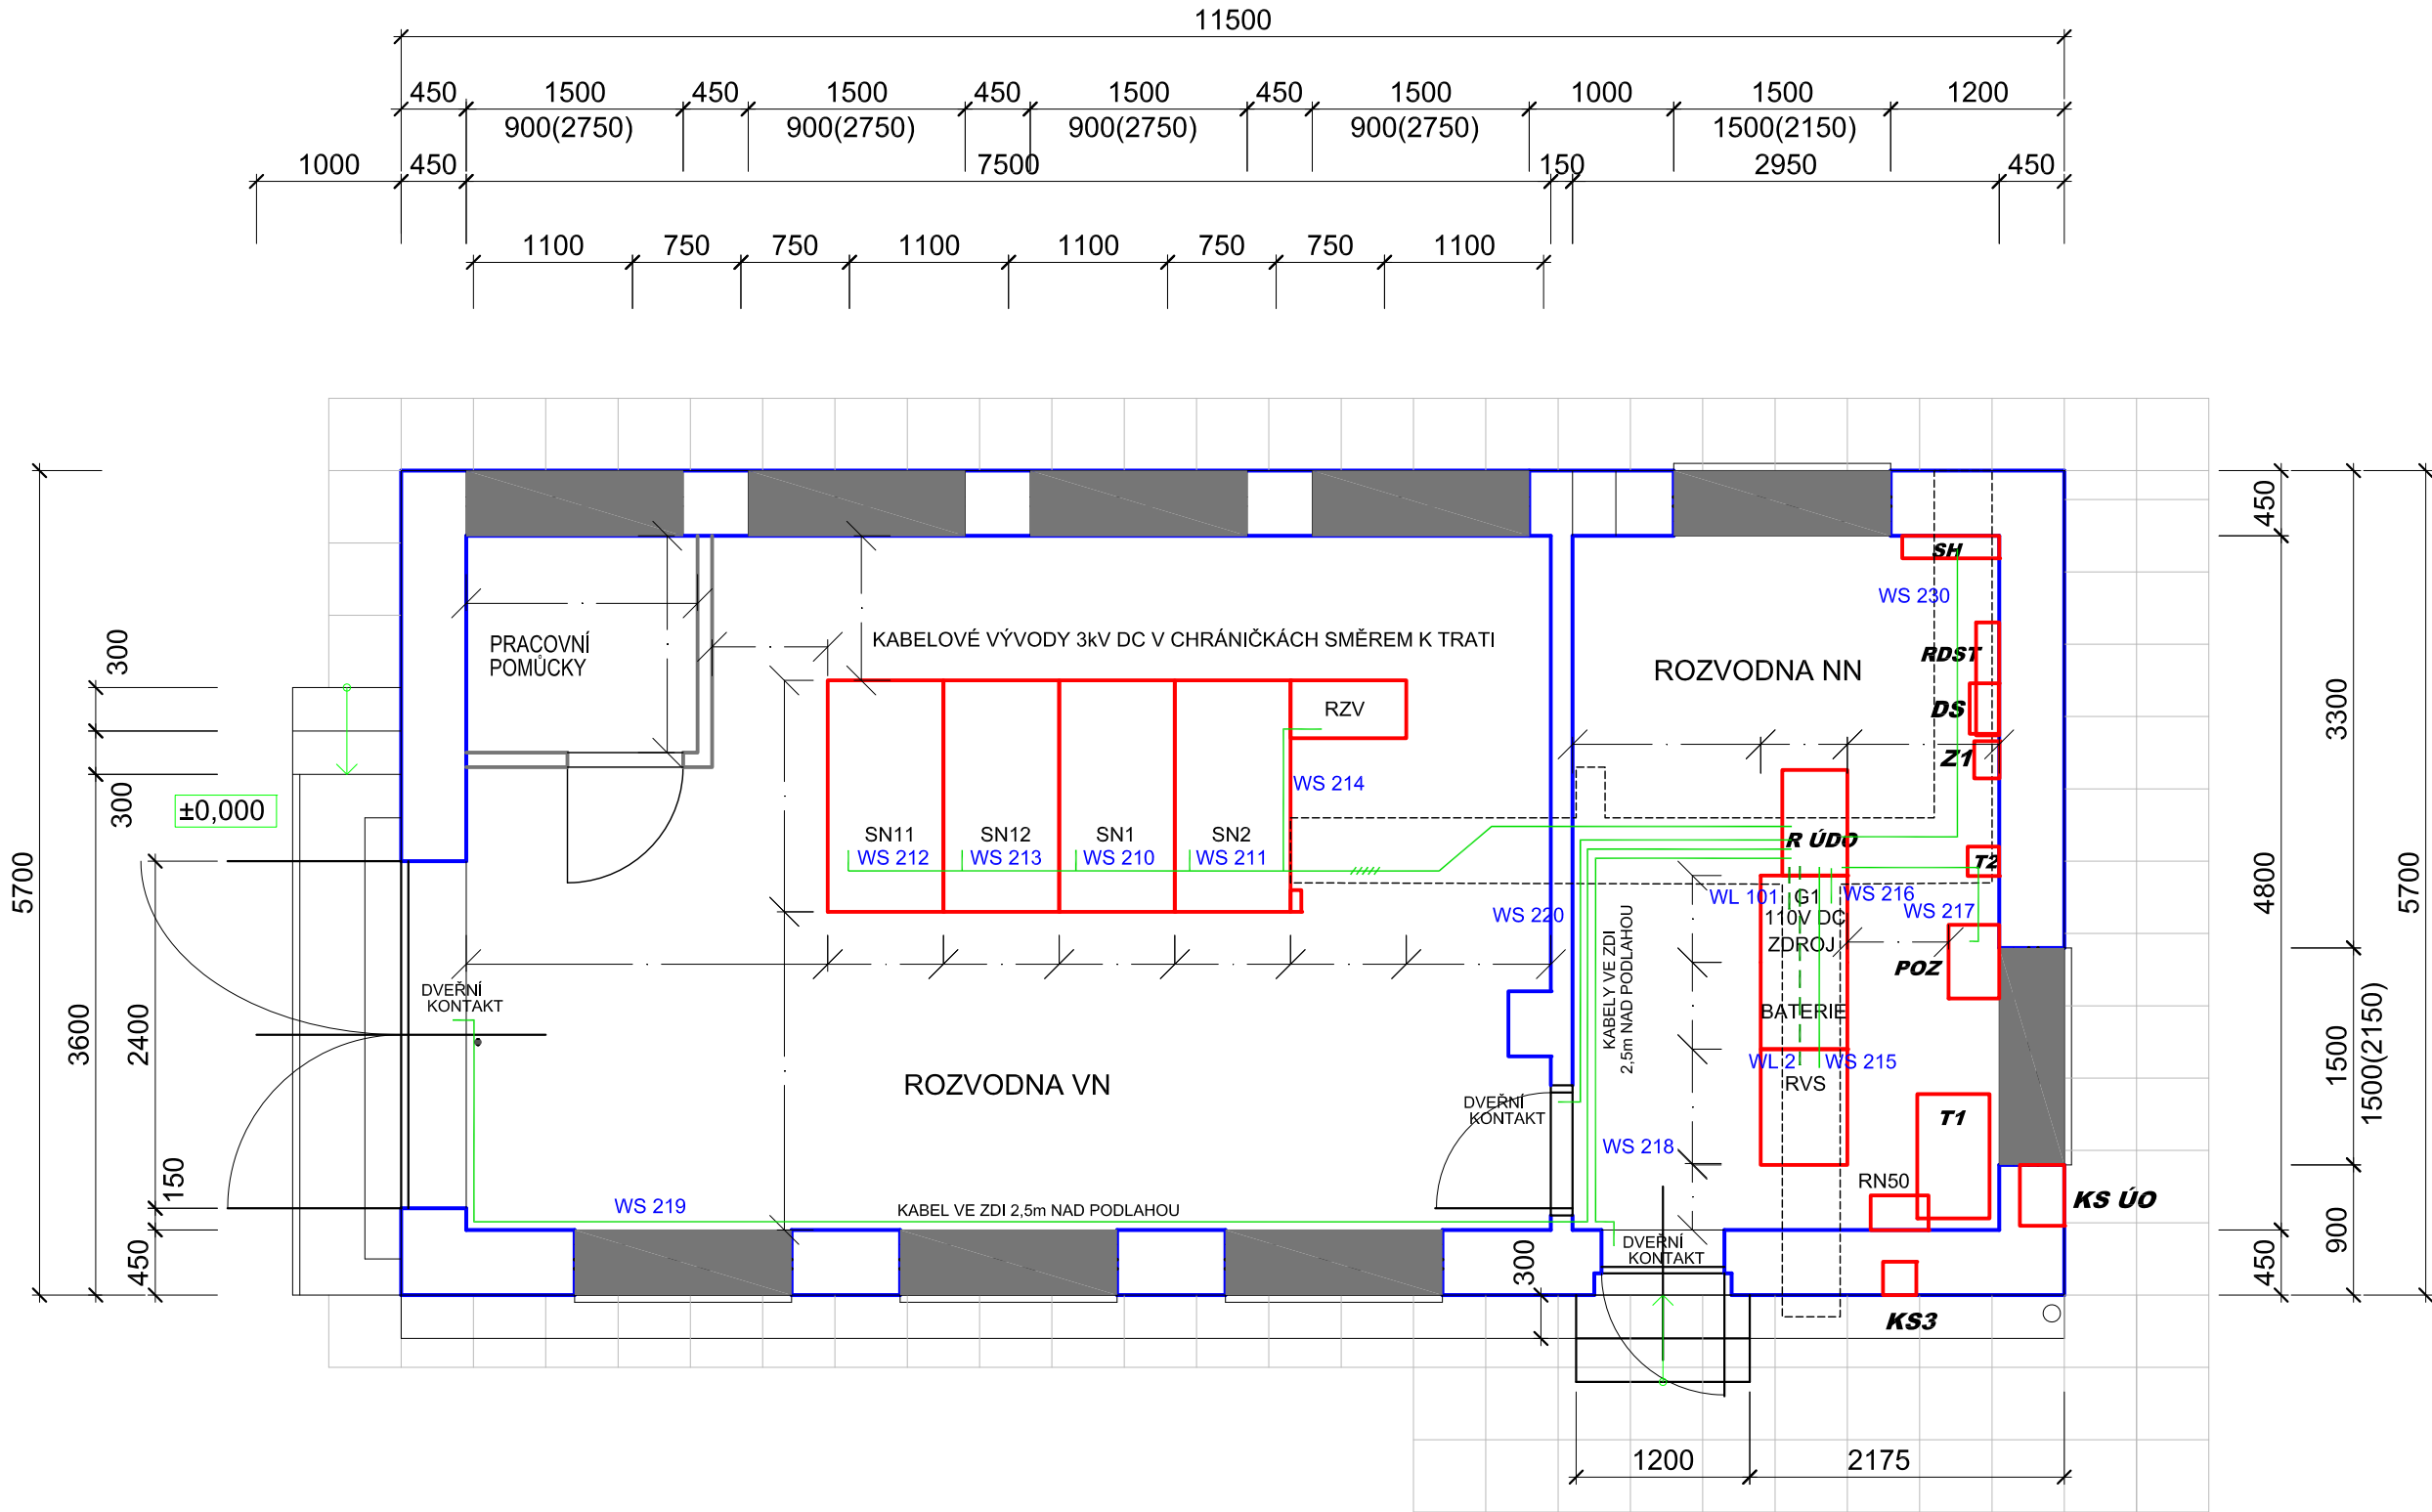 11500
450 1500 450 1500 450 1500 450 1500 1000 1500 1200
900(2750) 900(2750) 900(2750) 900(2750) 1500(2150)
1000 450 7500 150 2950 450
1100 750 750 1100 1100 750 750 1100
5700
300
300
3600
2400
150
450
±0,000
PRACOVNÍ
POMŮCKY
KABELOVÉ VÝVODY 3kV DC V CHRÁNIČKÁCH SMĚREM K TRATI
RZV
WS 214
SN11 SN12 SN1 SN2
WS 212 WS 213 WS 210 WS 211
WS 220
DVEŘNÍ
KONTAKT
ROZVODNA VN
DVEŘNÍ
KONTAKT
WS 219
KABEL VE ZDI 2,5m NAD PODLAHOU
ROZVODNA NN
SH
WS 230
RDST
DS
Z1
R ÚDO
T2
WL 101
G1
110V DC
ZDROJ
WS 216
WS 217
POZ
KABELY VE ZDI
2,5m NAD PODLAHOU
BATERIE
WL 2
WS 215
RVS
T1
WS 218
RN50
KS ÚO
DVEŘNÍ
KONTAKT
KS3
300
1200 2175
450
4800
450
3300
1500
1500(2150)
900
5700